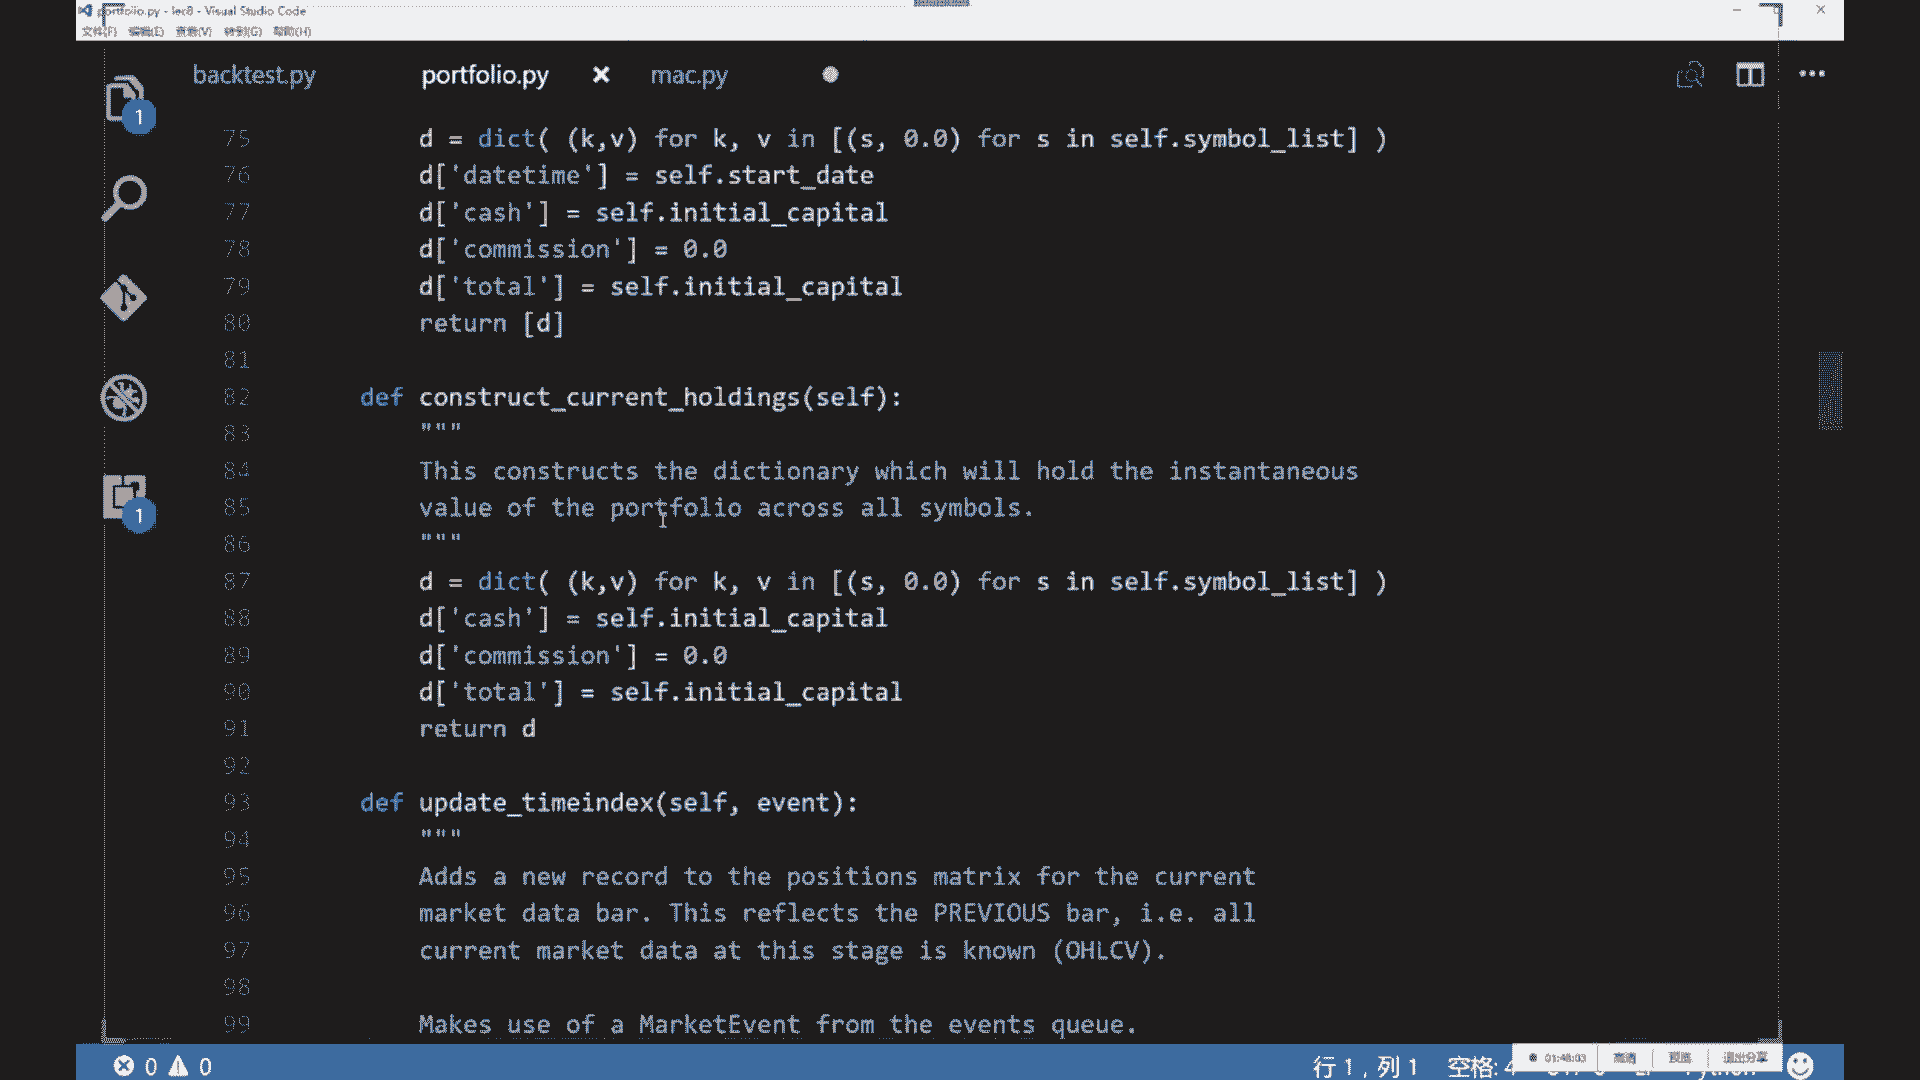 portfolio.py - lec8 - Visual Studio Code
文件(F) 编辑(E) 查看(V) 转到(G) 帮助(H)
backtest.py portfolio.py mac.py
75 d = dict( (k,v) for k, v in [(s, 0.0) for s in self.symbol_list] )
76 d['datetime'] = self.start_date
77 d['cash'] = self.initial_capital
78 d['commission'] = 0.0
79 d['total'] = self.initial_capital
80 return [d]
81
82 def construct_current_holdings(self):
83 """
84 This constructs the dictionary which will hold the instantaneous
85 value of the portfolio across all symbols.
86 """
87 d = dict( (k,v) for k, v in [(s, 0.0) for s in self.symbol_list] )
88 d['cash'] = self.initial_capital
89 d['commission'] = 0.0
90 d['total'] = self.initial_capital
91 return d
92
93 def update_timeindex(self, event):
94 """
95 Adds a new record to the positions matrix for the current
96 market data bar. This reflects the PREVIOUS bar, i.e. all
97 current market data at this stage is known (OHLCV).
98
99 Makes use of a MarketEvent from the events queue.
1
1
0 0 行 1，列 1 空格: 4
01:48:03 退出分享